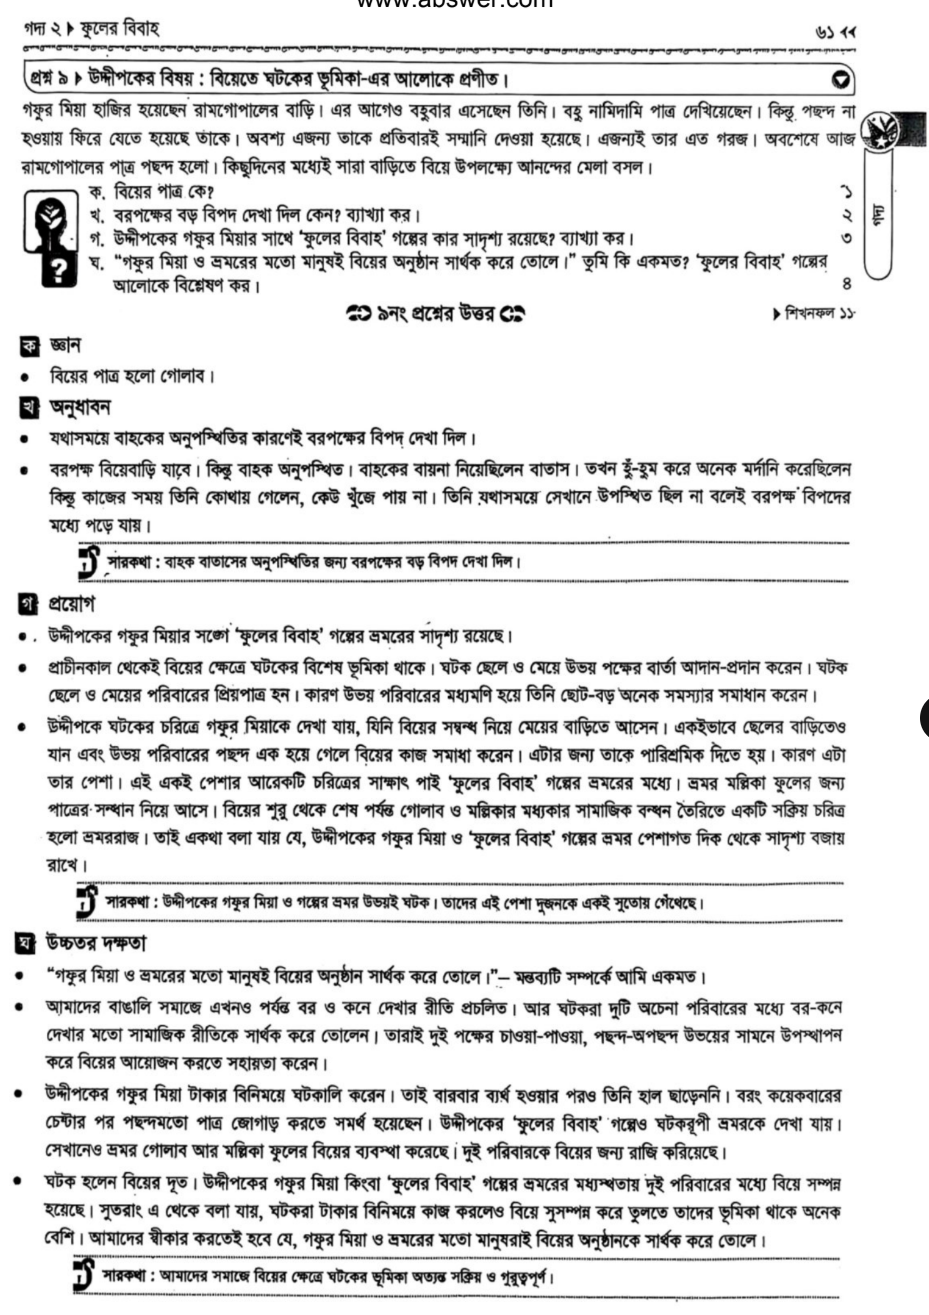 www.abswer.com
গদ্য ২ ▶ ফুলের বিবাহ ৬১ ◀◀
প্রশ্ন ৯ ▶ উদ্দীপকের বিষয় : বিয়েতে ঘটকের ভূমিকা-এর আলোকে প্রণীত।
গফুর মিয়া হাজির হয়েছেন রামগোপালের বাড়ি। এর আগেও বহুবার এসেছেন তিনি। বহু নামিদামি পাত্র দেখিয়েছেন। কিন্তু পছন্দ না
হওয়ায় ফিরে যেতে হয়েছে তাকে। অবশ্য এজন্য তাকে প্রতিবারই সম্মানি দেওয়া হয়েছে। এজন্যই তার এত গরজ। অবশেষে আজ
রামগোপালের পাত্র পছন্দ হলো। কিছুদিনের মধ্যেই সারা বাড়িতে বিয়ে উপলক্ষ্যে আনন্দের মেলা বসল।
ক. বিয়ের পাত্র কে? ১
খ. বরপক্ষের বড় বিপদ দেখা দিল কেন? ব্যাখ্যা কর। ২
গ. উদ্দীপকের গফুর মিয়ার সাথে ‘ফুলের বিবাহ’ গল্পের কার সাদৃশ্য রয়েছে? ব্যাখ্যা কর। ৩
ঘ. “গফুর মিয়া ও ভ্রমরের মতো মানুষই বিয়ের অনুষ্ঠান সার্থক করে তোলে।” তুমি কি একমত? ‘ফুলের বিবাহ’ গল্পের
আলোকে বিশ্লেষণ কর। ৪
গদ্য
৯নং প্রশ্নের উত্তর ▶ শিখনফল ১১
ক জ্ঞান
• বিয়ের পাত্র হলো গোলাব।
খ অনুধাবন
• যথাসময়ে বাহকের অনুপস্থিতির কারণেই বরপক্ষের বিপদ দেখা দিল।
• বরপক্ষ বিয়েবাড়ি যাবে। কিন্তু বাহক অনুপস্থিত। বাহকের বায়না নিয়েছিলেন বাতাস। তখন হুঁ-হুম করে অনেক মর্দানি করেছিলেন
কিন্তু কাজের সময় তিনি কোথায় গেলেন, কেউ খুঁজে পায় না। তিনি যথাসময়ে সেখানে উপস্থিত ছিল না বলেই বরপক্ষ বিপদের
মধ্যে পড়ে যায়।
সারকথা : বাহক বাতাসের অনুপস্থিতির জন্য বরপক্ষের বড় বিপদ দেখা দিল।
গ প্রয়োগ
• উদ্দীপকের গফুর মিয়ার সঙ্গে ‘ফুলের বিবাহ’ গল্পের ভ্রমরের সাদৃশ্য রয়েছে।
• প্রাচীনকাল থেকেই বিয়ের ক্ষেত্রে ঘটকের বিশেষ ভূমিকা থাকে। ঘটক ছেলে ও মেয়ে উভয় পক্ষের বার্তা আদান-প্রদান করেন। ঘটক
ছেলে ও মেয়ের পরিবারের প্রিয়পাত্র হন। কারণ উভয় পরিবারের মধ্যমণি হয়ে তিনি ছোট-বড় অনেক সমস্যার সমাধান করেন।
• উদ্দীপকে ঘটকের চরিত্রে গফুর মিয়াকে দেখা যায়, যিনি বিয়ের সম্বন্ধ নিয়ে মেয়ের বাড়িতে আসেন। একইভাবে ছেলের বাড়িতেও
যান এবং উভয় পরিবারের পছন্দ এক হয়ে গেলে বিয়ের কাজ সমাধা করেন। এটার জন্য তাকে পারিশ্রমিক দিতে হয়। কারণ এটা
তার পেশা। এই একই পেশার আরেকটি চরিত্রের সাক্ষাৎ পাই ‘ফুলের বিবাহ’ গল্পের ভ্রমরের মধ্যে। ভ্রমর মল্লিকা ফুলের জন্য
পাত্রের সন্ধান নিয়ে আসে। বিয়ের শুরু থেকে শেষ পর্যন্ত গোলাব ও মল্লিকার মধ্যকার সামাজিক বন্ধন তৈরিতে একটি সক্রিয় চরিত্র
হলো ভ্রমররাজ। তাই একথা বলা যায় যে, উদ্দীপকের গফুর মিয়া ও ‘ফুলের বিবাহ’ গল্পের ভ্রমর পেশাগত দিক থেকে সাদৃশ্য বজায়
রাখে।
সারকথা : উদ্দীপকের গফুর মিয়া ও গল্পের ভ্রমর উভয়ই ঘটক। তাদের এই পেশা দুজনকে একই সুতোয় গেঁথেছে।
ঘ উচ্চতর দক্ষতা
• “গফুর মিয়া ও ভ্রমরের মতো মানুষই বিয়ের অনুষ্ঠান সার্থক করে তোলে।”– মন্তব্যটি সম্পর্কে আমি একমত।
• আমাদের বাঙালি সমাজে এখনও পর্যন্ত বর ও কনে দেখার রীতি প্রচলিত। আর ঘটকরা দুটি অচেনা পরিবারের মধ্যে বর-কনে
দেখার মতো সামাজিক রীতিকে সার্থক করে তোলেন। তারাই দুই পক্ষের চাওয়া-পাওয়া, পছন্দ-অপছন্দ উভয়ের সামনে উপস্থাপন
করে বিয়ের আয়োজন করতে সহায়তা করেন।
• উদ্দীপকের গফুর মিয়া টাকার বিনিময়ে ঘটকালি করেন। তাই বারবার ব্যর্থ হওয়ার পরও তিনি হাল ছাড়েননি। বরং কয়েকবারের
চেষ্টার পর পছন্দমতো পাত্র জোগাড় করতে সমর্থ হয়েছেন। উদ্দীপকের ‘ফুলের বিবাহ’ গল্পেও ঘটকরূপী ভ্রমরকে দেখা যায়।
সেখানেও ভ্রমর গোলাব আর মল্লিকা ফুলের বিয়ের ব্যবস্থা করেছে। দুই পরিবারকে বিয়ের জন্য রাজি করিয়েছে।
• ঘটক হলেন বিয়ের দূত। উদ্দীপকের গফুর মিয়া কিংবা ‘ফুলের বিবাহ’ গল্পের ভ্রমরের মধ্যস্থতায় দুই পরিবারের মধ্যে বিয়ে সম্পন্ন
হয়েছে। সুতরাং এ থেকে বলা যায়, ঘটকরা টাকার বিনিময়ে কাজ করলেও বিয়ে সুসম্পন্ন করে তুলতে তাদের ভূমিকা থাকে অনেক
বেশি। আমাদের স্বীকার করতেই হবে যে, গফুর মিয়া ও ভ্রমরের মতো মানুষরাই বিয়ের অনুষ্ঠানকে সার্থক করে তোলে।
সারকথা : আমাদের সমাজে বিয়ের ক্ষেত্রে ঘটকের ভূমিকা অত্যন্ত সক্রিয় ও গুরুত্বপূর্ণ।